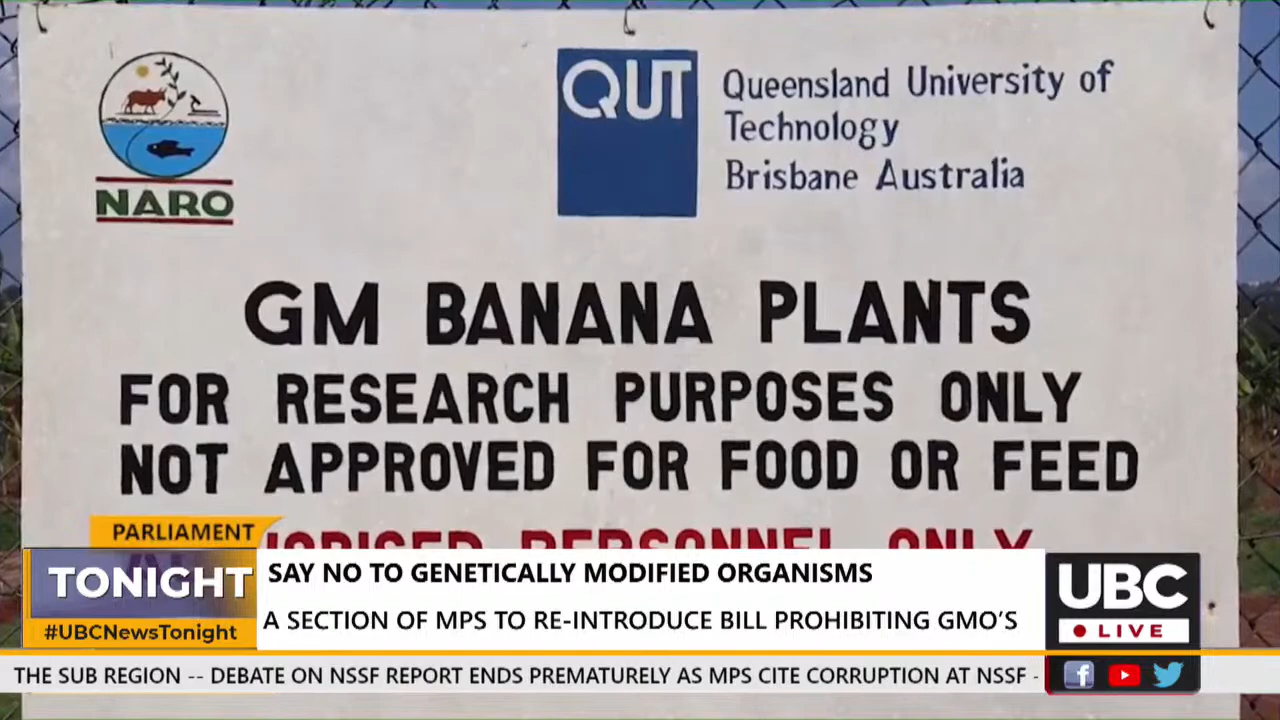 NARO
QUT
Queensland University of
Technology
Brisbane Australia
GM BANANA PLANTS
FOR RESEARCH PURPOSES ONLY
NOT APPROVED FOR FOOD OR FEED
PERSONNEL ONLY
PARLIAMENT
TONIGHT
#UBCNewsTonight
SAY NO TO GENETICALLY MODIFIED ORGANISMS
A SECTION OF MPS TO RE-INTRODUCE BILL PROHIBITING GMO'S
UBC
LIVE
THE SUB REGION -- DEBATE ON NSSF REPORT ENDS PREMATURELY AS MPS CITE CORRUPTION AT NSSF -